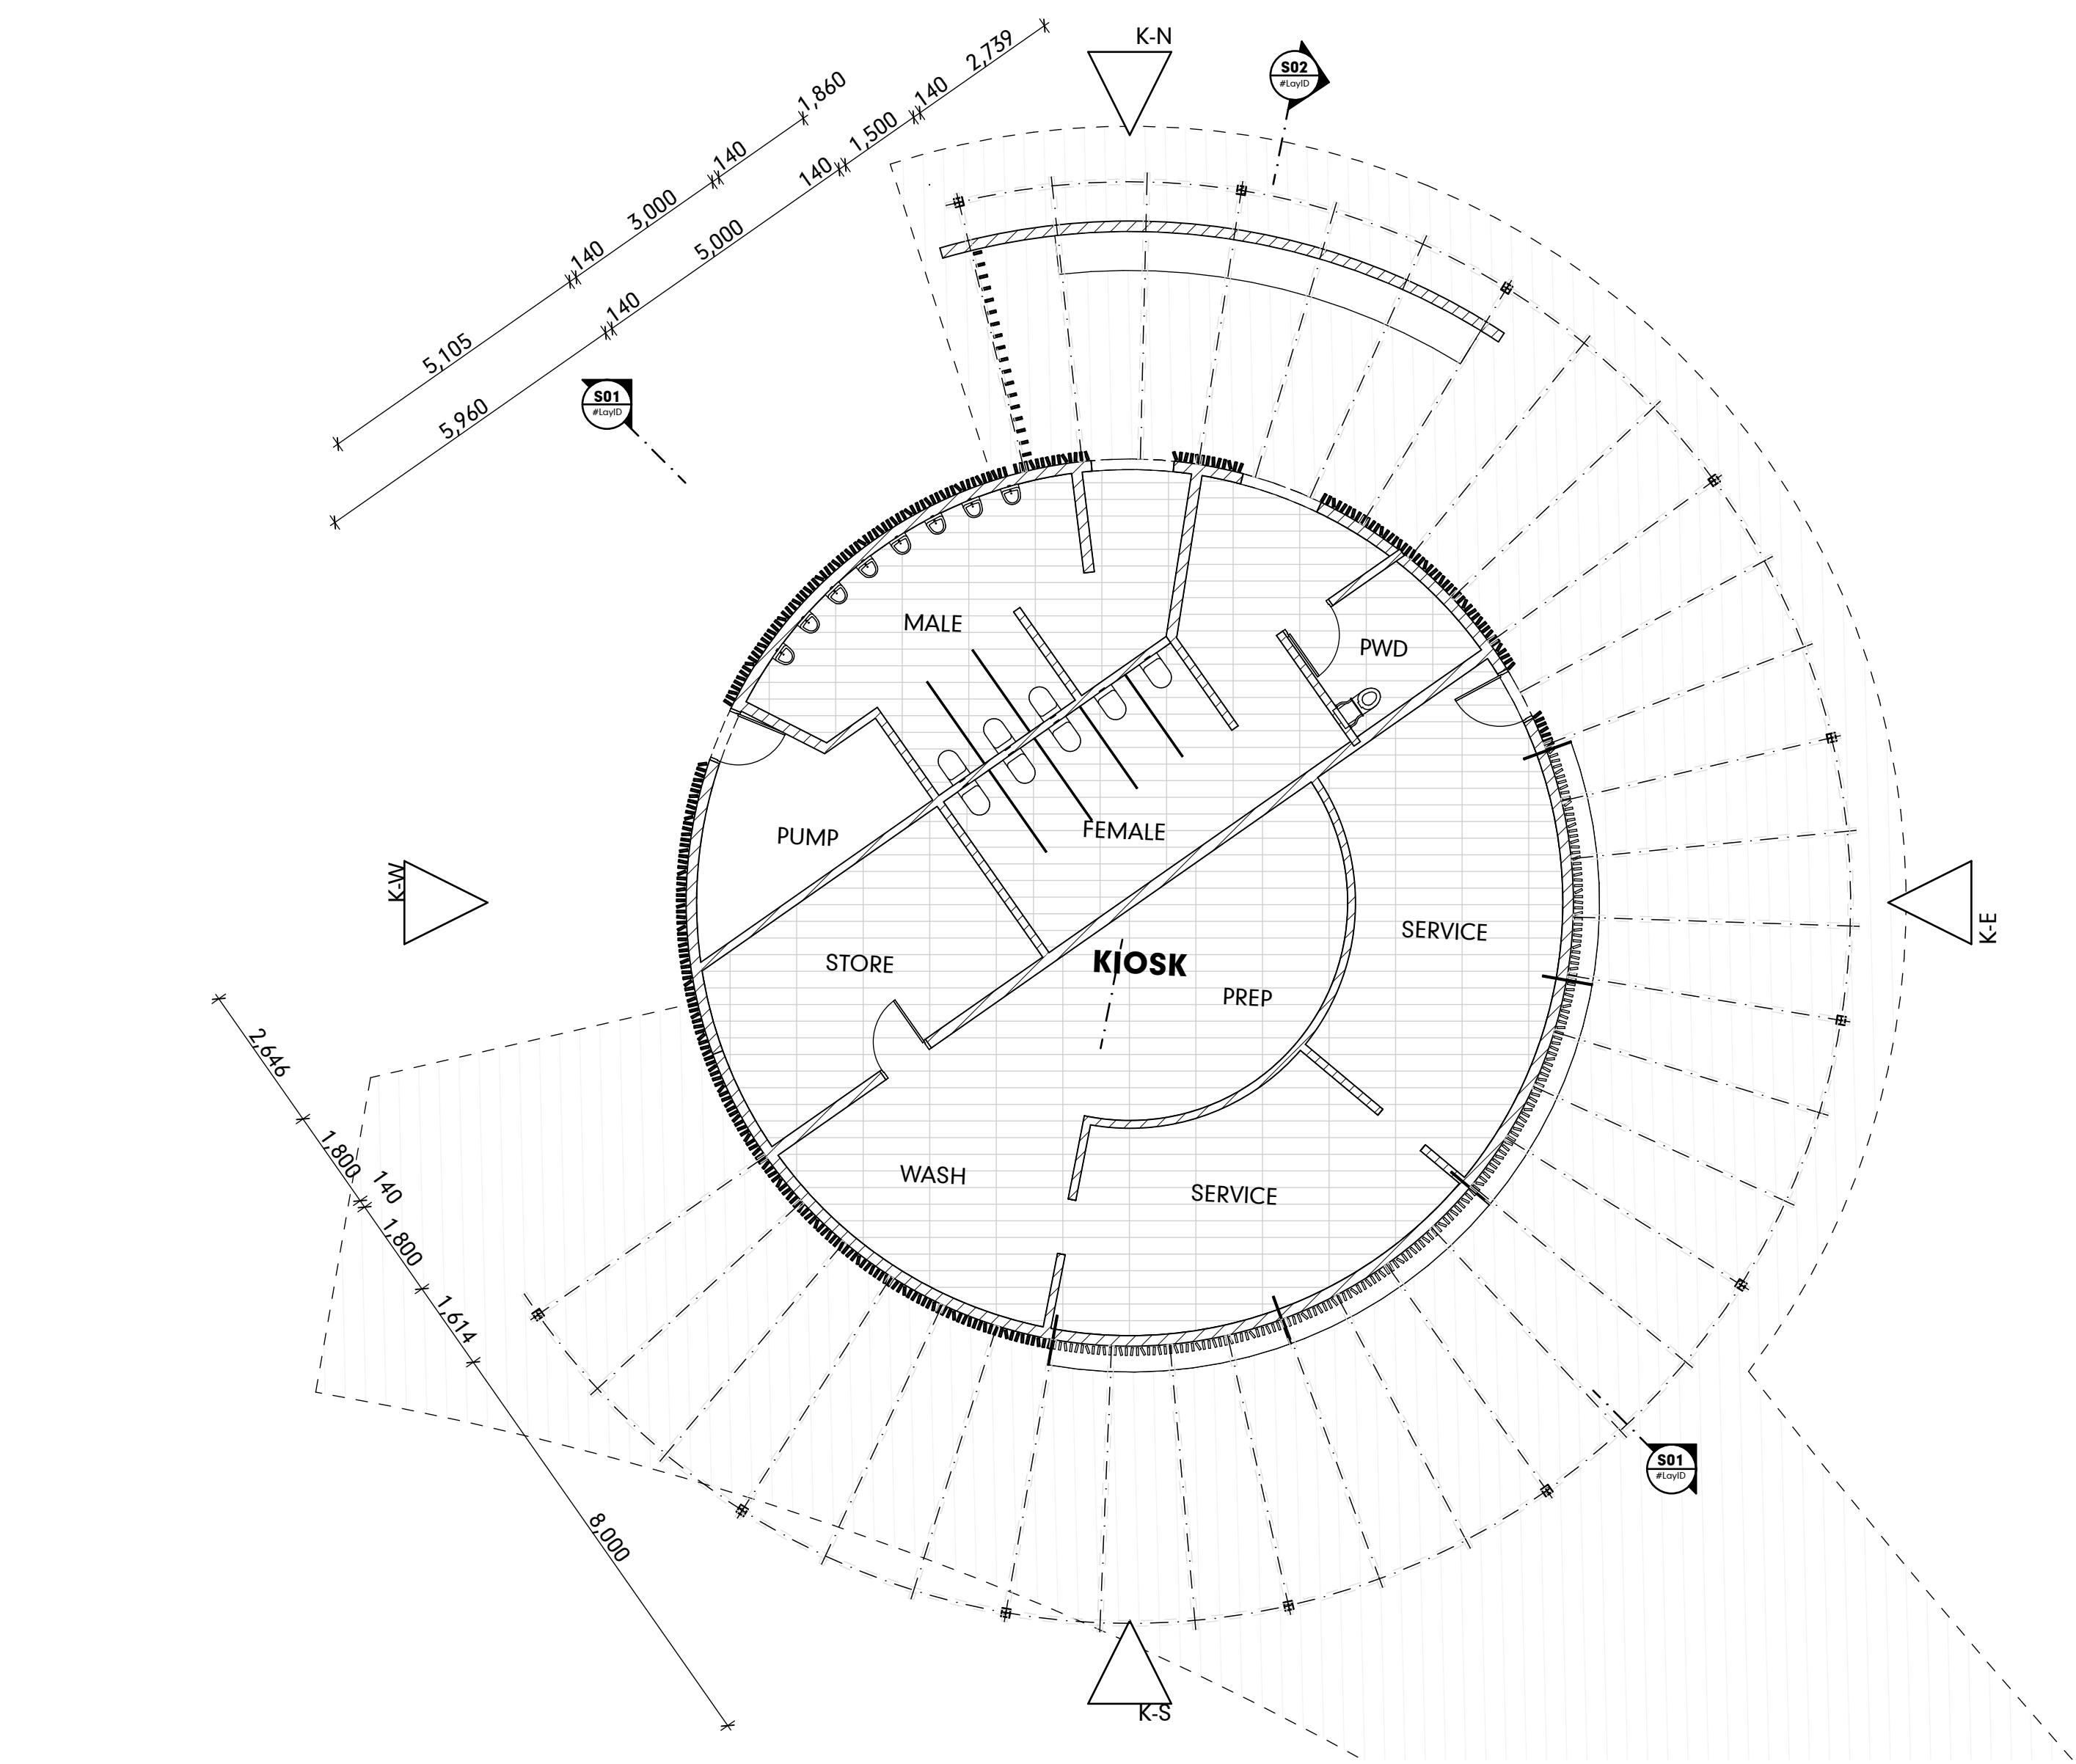 K-N
S02
#LayID
2,739
140
1,500
140
5,000
140
5,960
1,860
140
3,000
140
5,105
S01
#LayID
MALE
PWD
PUMP
FEMALE
K-W
K-E
SERVICE
STORE
KIOSK
PREP
WASH
SERVICE
2,646
1,800
140
1,800
1,614
8,000
S01
#LayID
K-S